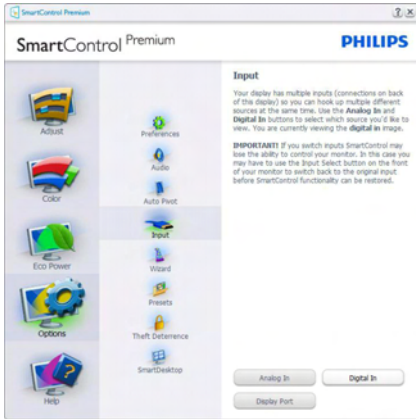 SmartControl Premium
SmartControl Premium
PHILIPS
Adjust
Color
Eco Power
Options
Help
Preferences
Audio
Auto Pivot
Input
Wizard
Presets
Theft Deterrence
SmartDesktop
Input
Your display has multiple inputs (connections on back
of this display) so you can hook up multiple different
sources at the same time. Use the Analog In and
Digital In buttons to select which source you'd like to
view. You are currently viewing the digital in image.
IMPORTANT! If you switch inputs SmartControl may
lose the ability to control your monitor. In this case you
may have to use the Input Select button on the front
of your monitor to switch back to the original input
before SmartControl functionality can be restored.
Analog In
Digital In
Display Port